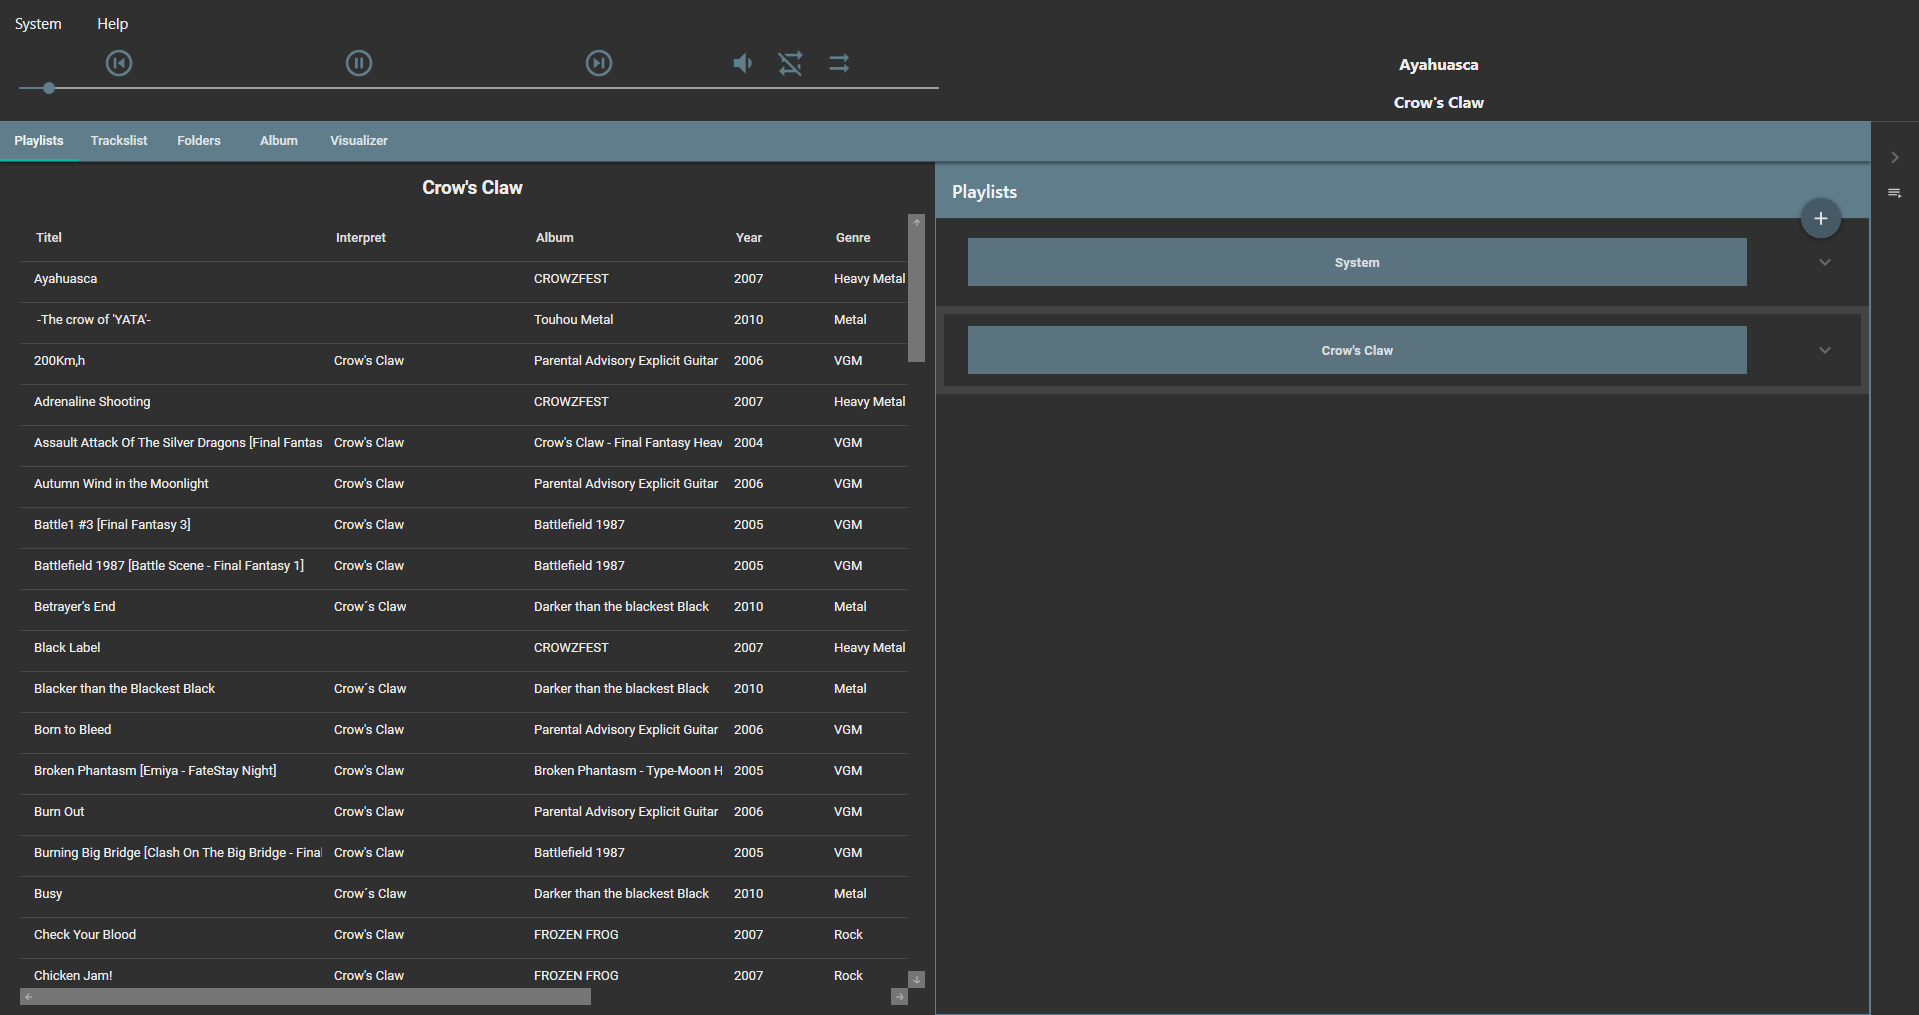 System Help
Ayahuasca
Crow's Claw
Playlists Trackslist Folders Album Visualizer
Crow's Claw
Titel Interpret Album Year Genre
Ayahuasca CROWZFEST 2007 Heavy Metal
-The crow of 'YATA'- Touhou Metal 2010 Metal
200Km,h Crow's Claw Parental Advisory Explicit Guitar 2006 VGM
Adrenaline Shooting CROWZFEST 2007 Heavy Metal
Assault Attack Of The Silver Dragons [Final Fantas Crow's Claw Crow's Claw - Final Fantasy Heav 2004 VGM
Autumn Wind in the Moonlight Crow's Claw Parental Advisory Explicit Guitar 2006 VGM
Battle1 #3 [Final Fantasy 3] Crow's Claw Battlefield 1987 2005 VGM
Battlefield 1987 [Battle Scene - Final Fantasy 1] Crow's Claw Battlefield 1987 2005 VGM
Betrayer's End Crow´s Claw Darker than the blackest Black 2010 Metal
Black Label CROWZFEST 2007 Heavy Metal
Blacker than the Blackest Black Crow´s Claw Darker than the blackest Black 2010 Metal
Born to Bleed Crow's Claw Parental Advisory Explicit Guitar 2006 VGM
Broken Phantasm [Emiya - FateStay Night] Crow's Claw Broken Phantasm - Type-Moon H 2005 VGM
Burn Out Crow's Claw Parental Advisory Explicit Guitar 2006 VGM
Burning Big Bridge [Clash On The Big Bridge - Final Crow's Claw Battlefield 1987 2005 VGM
Busy Crow´s Claw Darker than the blackest Black 2010 Metal
Check Your Blood Crow's Claw FROZEN FROG 2007 Rock
Chicken Jam! Crow's Claw FROZEN FROG 2007 Rock
Playlists
System
Crow's Claw